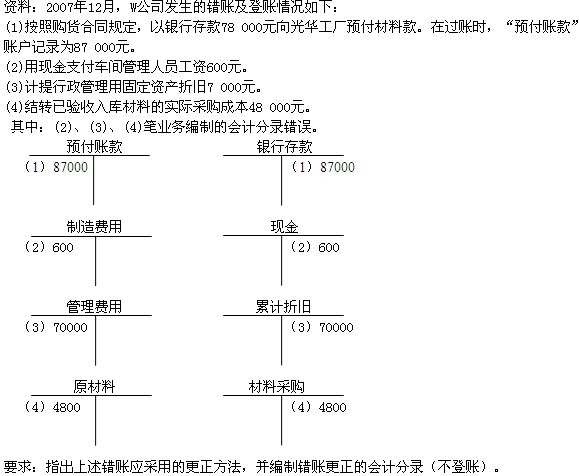 资料：2007年12月，W公司发生的错账及登账情况如下：
(1)按照购货合同规定，以银行存款78 000元向光华工厂预付材料款。在过账时，“预付账款”
账户记录为87 000元。
(2)用现金支付车间管理人员工资600元。
(3)计提行政管理用固定资产折旧7 000元。
(4)结转已验收入库材料的实际采购成本48 000元。
其中：(2)、(3)、(4)笔业务编制的会计分录错误。
预付账款 银行存款
(1) 87000 (1) 87000
制造费用 现金
(2) 600 (2) 600
管理费用 累计折旧
(3) 70000 (3) 70000
原材料 材料采购
(4) 4800 (4) 4800
要求：指出上述错账应采用的更正方法，并编制错账更正的会计分录（不登账）。